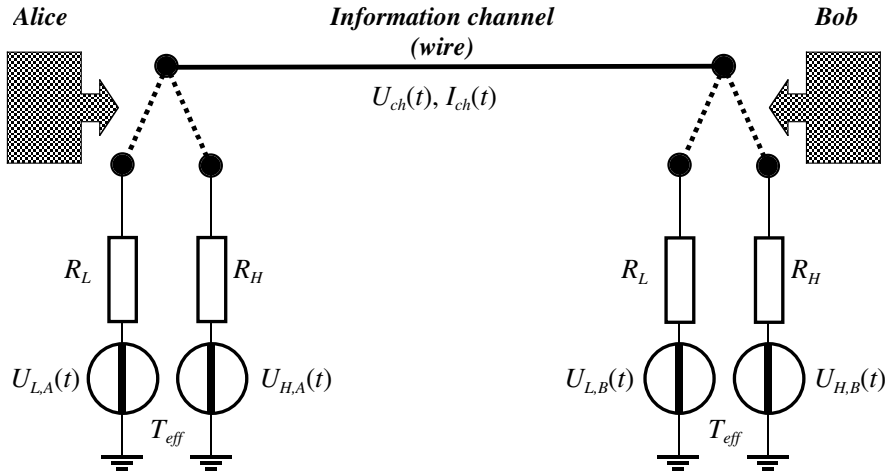 Alice
Information channel
(wire)
Bob
U_ch(t), I_ch(t)
R_L
R_H
R_L
R_H
U_L,A(t)
U_H,A(t)
U_L,B(t)
U_H,B(t)
T_eff
T_eff